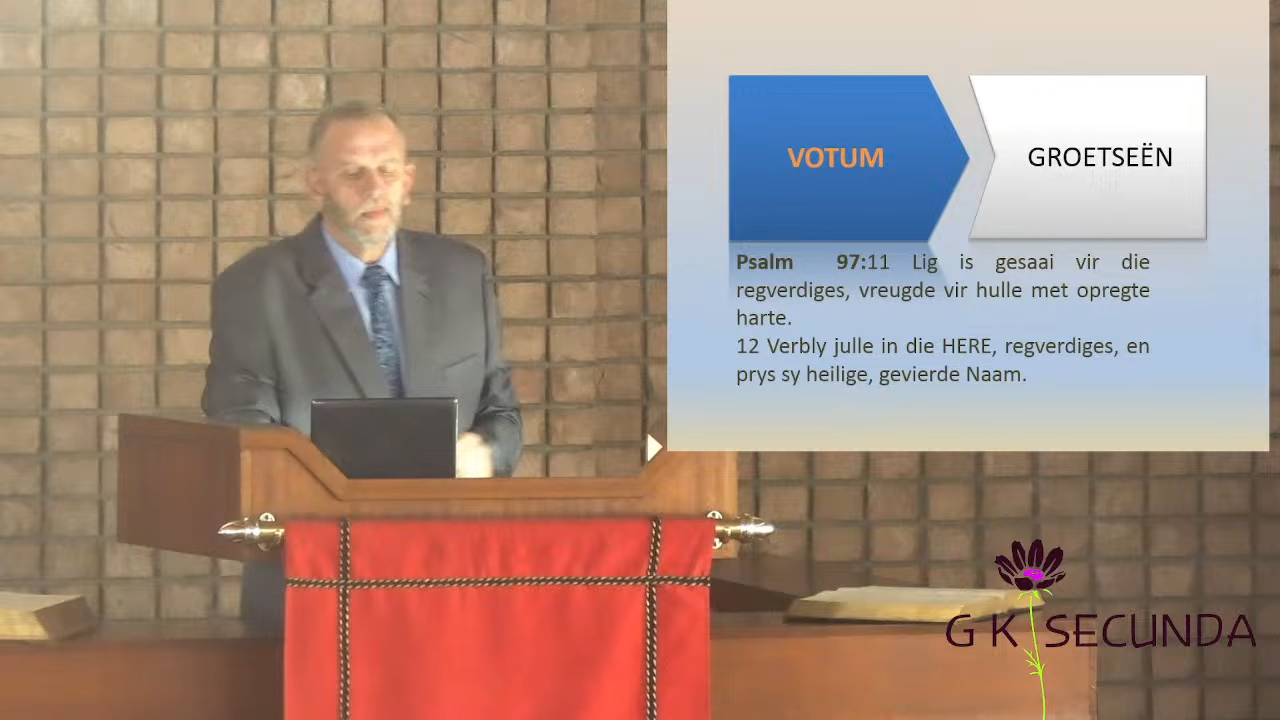 VOTUM
GROETSEËN
Psalm 97:11 Lig is gesaai vir die
regverdiges, vreugde vir hulle met opregte
harte.
12 Verbly julle in die HERE, regverdiges, en
prys sy heilige, gevierde Naam.
G K SECUNDA